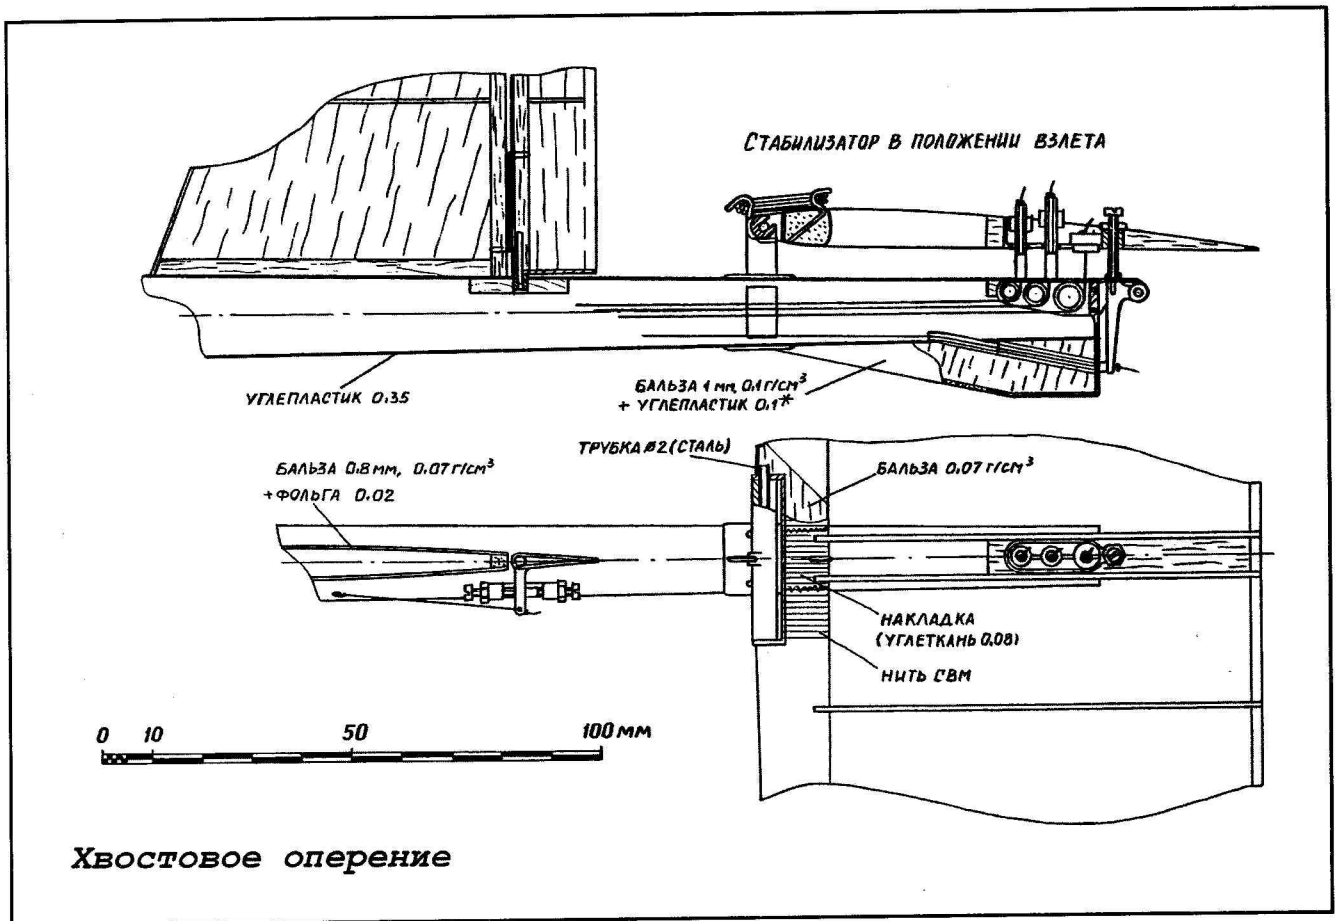 СТАБИЛИЗАТОР В ПОЛОЖЕНИИ ВЗЛЕТА
УГЛЕПЛАСТИК 0.35
БАЛЬЗА 1 мм, 0.1 г/см³
+ УГЛЕПЛАСТИК 0.1*
ТРУБКА ⌀2 (СТАЛЬ)
БАЛЬЗА 0.8 мм, 0.07 г/см³
+ ФОЛЬГА 0.02
БАЛЬЗА 0.07 г/см³
НАКЛАДКА
(УГЛЕТКАНЬ 0.08)
НИТЬ СВМ
0 10 50 100 мм
Хвостовое оперение